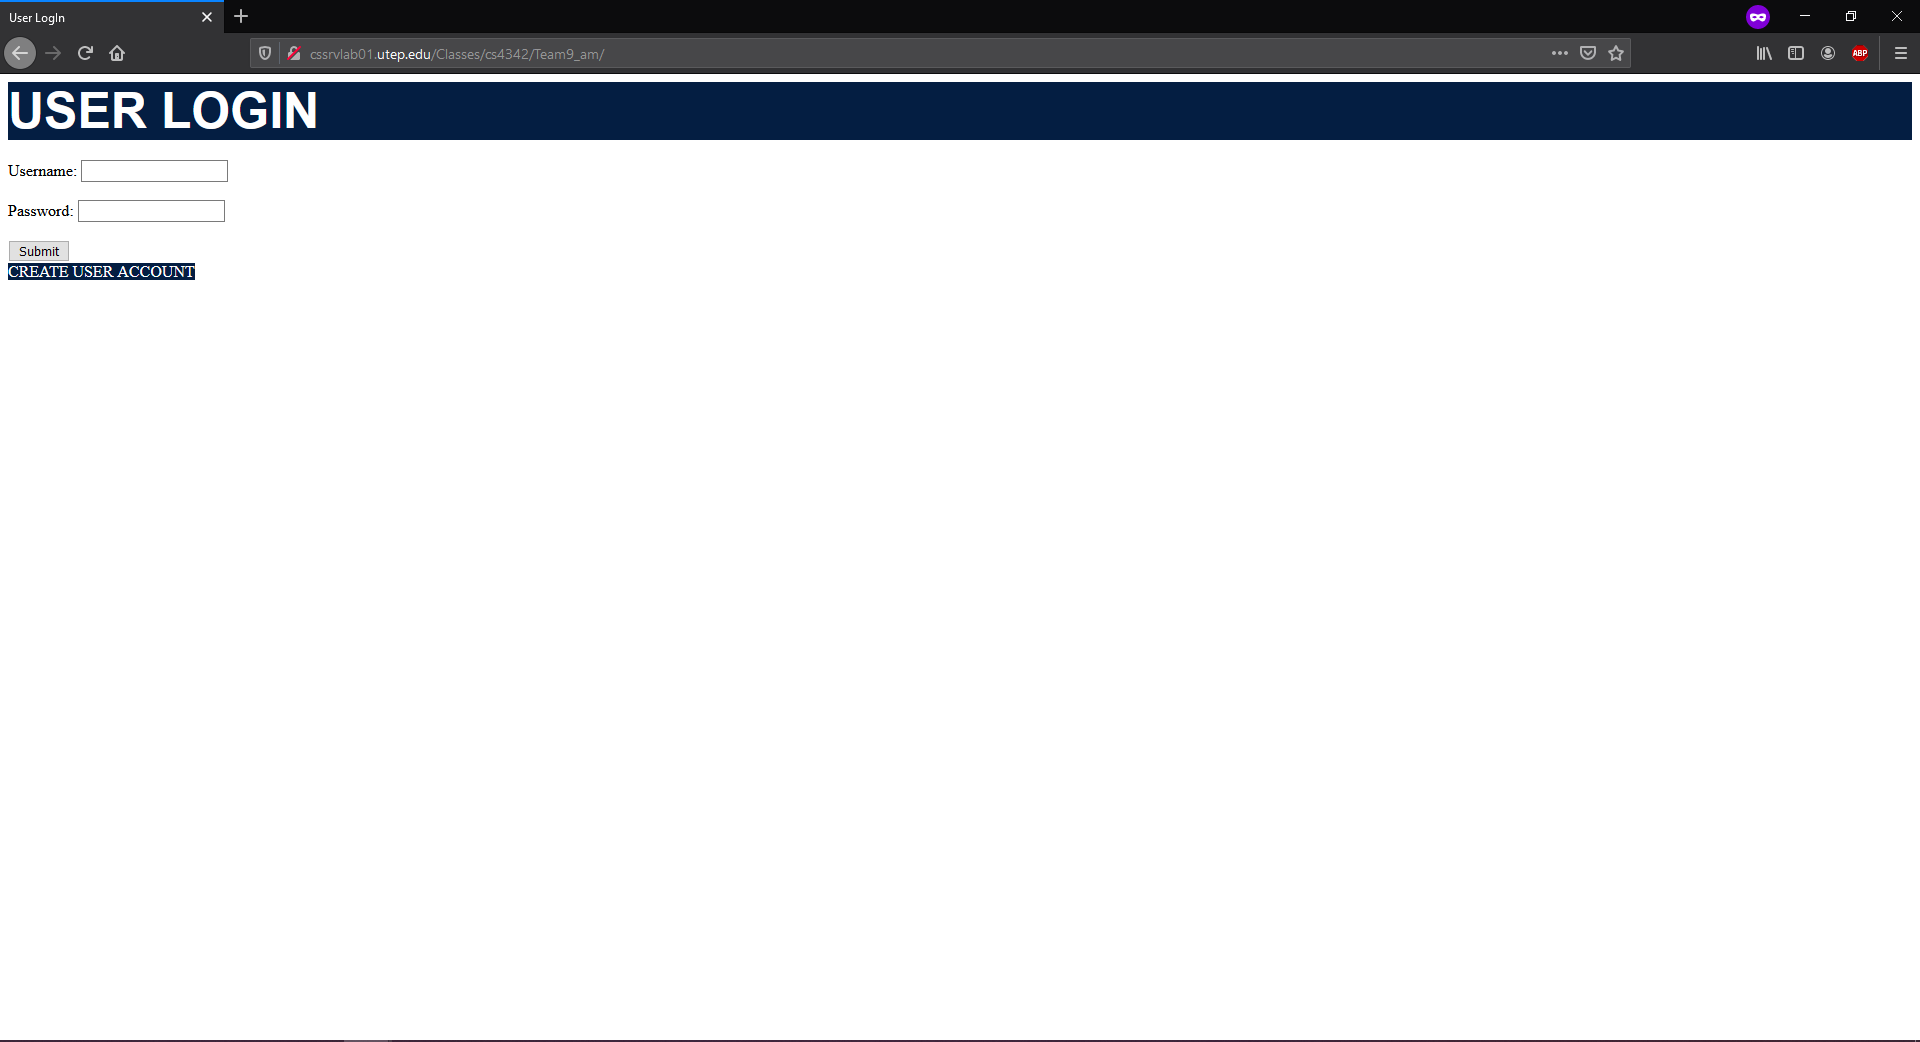 User LogIn
cssrvlab01.utep.edu/Classes/cs4342/Team9_am/
ABP
USER LOGIN
Username:
Password:
Submit
CREATE USER ACCOUNT